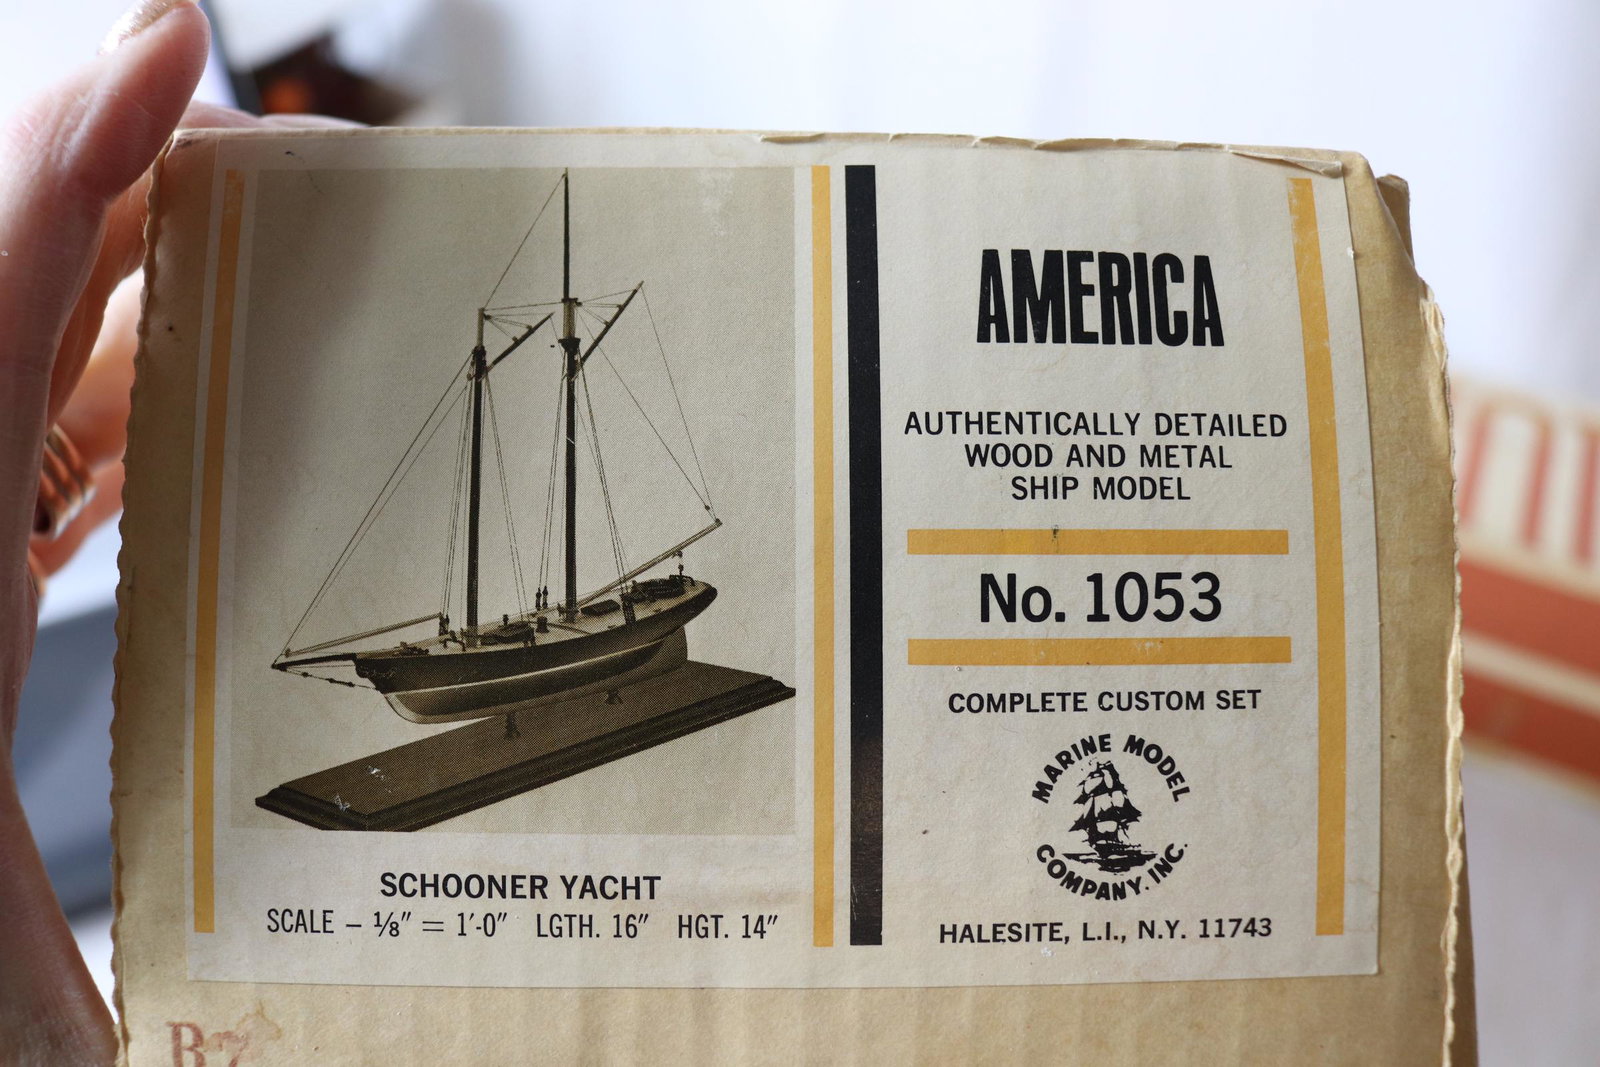 SCHOONER YACHT
SCALE – ⅛″ = 1′-0″ LGTH. 16″ HGT. 14″
AMERICA
AUTHENTICALLY DETAILED
WOOD AND METAL
SHIP MODEL
No. 1053
COMPLETE CUSTOM SET
MARINE MODEL
COMPANY, INC.
HALESITE, L.I., N.Y. 11743